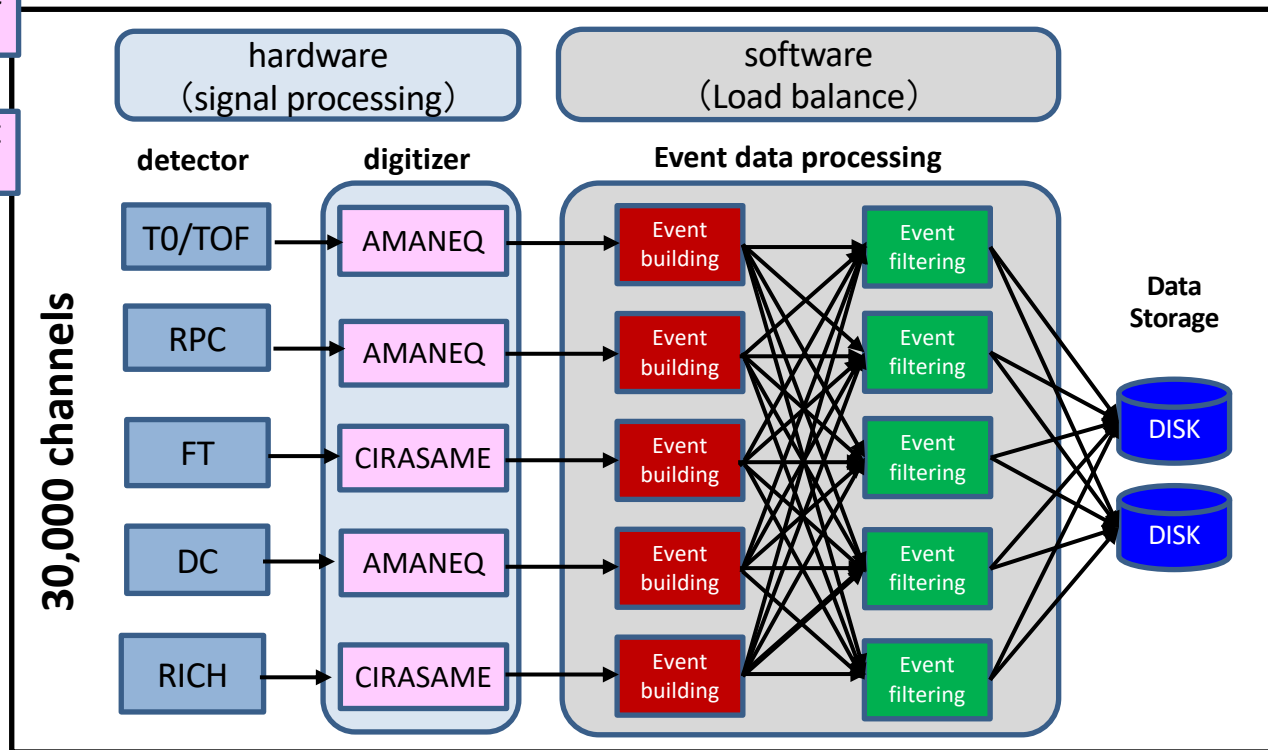 hardware
（signal processing）
software
（Load balance）
detector
digitizer
Event data processing
30,000 channels
T0/TOF
AMANEQ
Event
building
Event
filtering
RPC
AMANEQ
Event
building
Event
filtering
FT
CIRASAME
Event
building
Event
filtering
DC
AMANEQ
Event
building
Event
filtering
RICH
CIRASAME
Event
building
Event
filtering
Data
Storage
DISK
DISK